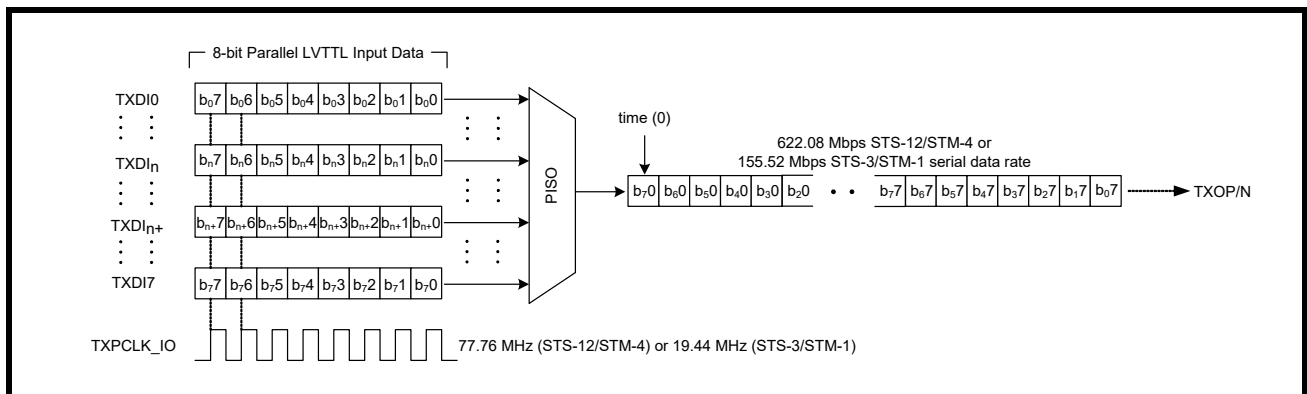 8-bit Parallel LVTTL Input Data
TXDI0 b₀7 b₀6 b₀5 b₀4 b₀3 b₀2 b₀1 b₀0
TXDIₙ bₙ7 bₙ6 bₙ5 bₙ4 bₙ3 bₙ2 bₙ1 bₙ0
TXDIₙ₊ bₙ₊7 bₙ₊6 bₙ₊5 bₙ₊4 bₙ₊3 bₙ₊2 bₙ₊1 bₙ₊0
TXDI7 b₇7 b₇6 b₇5 b₇4 b₇3 b₇2 b₇1 b₇0
TXPCLK_IO 77.76 MHz (STS-12/STM-4) or 19.44 MHz (STS-3/STM-1)
PISO
time (0)
622.08 Mbps STS-12/STM-4 or
155.52 Mbps STS-3/STM-1 serial data rate
b₇0 b₆0 b₅0 b₄0 b₃0 b₂0 b₇7 b₆7 b₅7 b₄7 b₃7 b₂7 b₁7 b₀7 TXOP/N